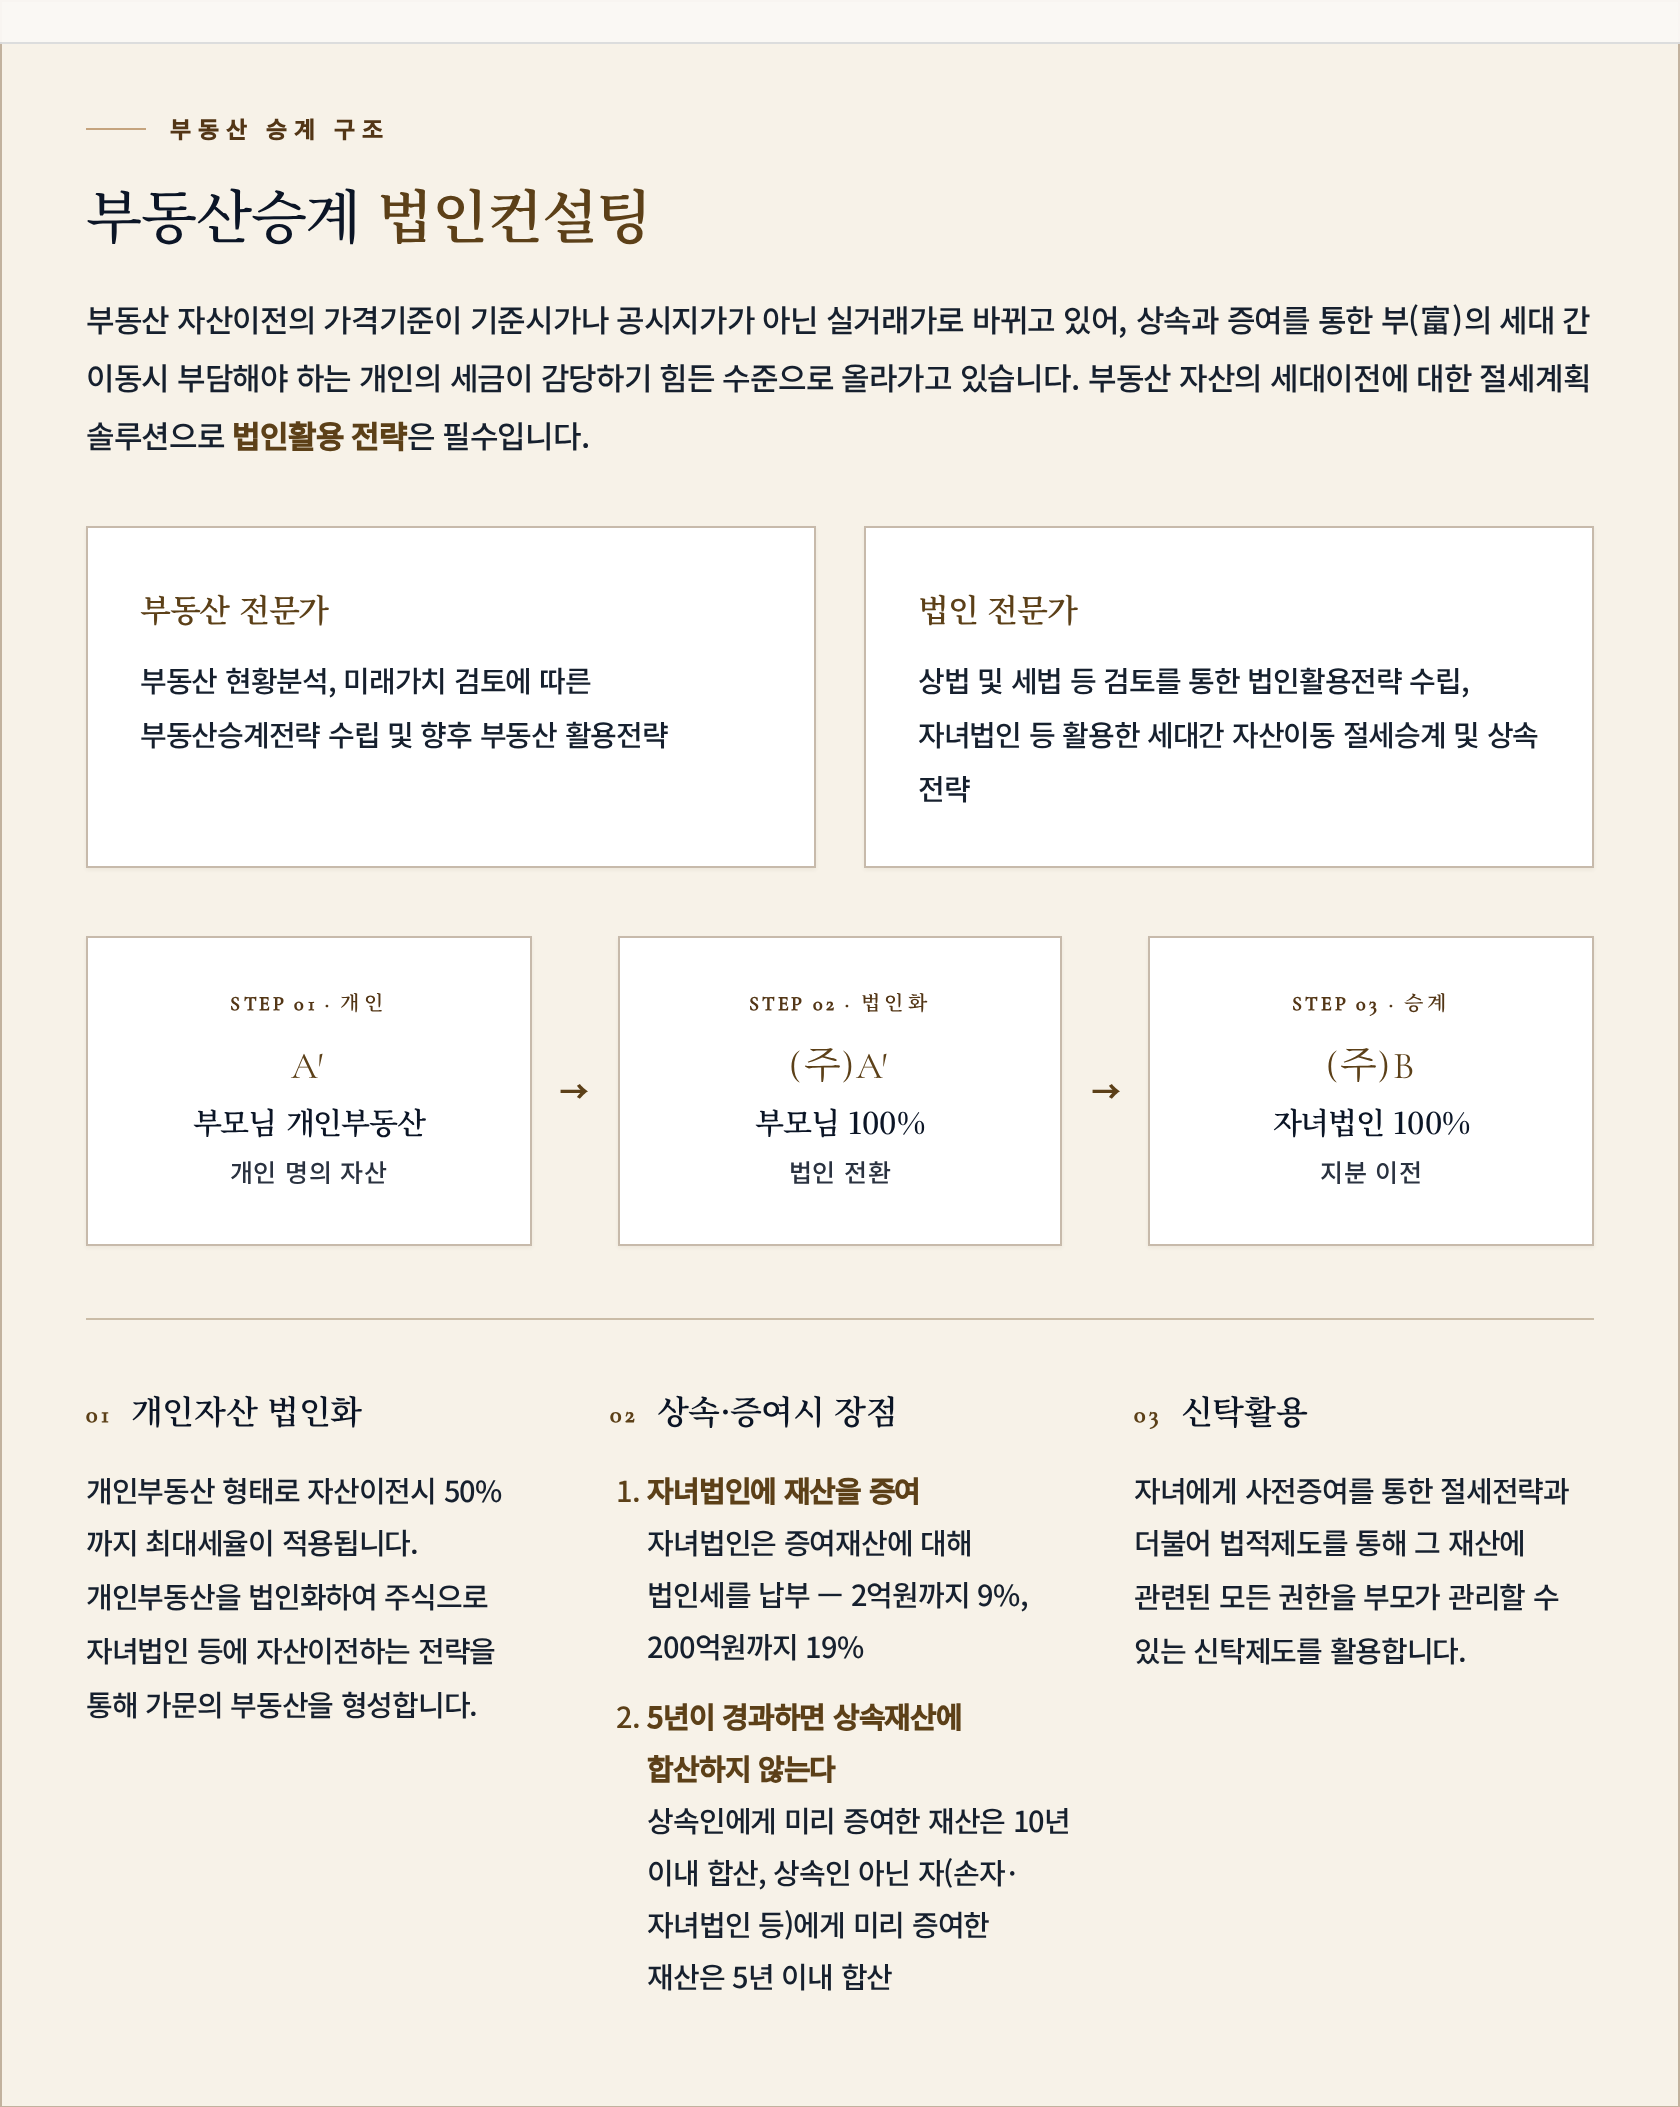 부동산 승계 구조
부동산승계 법인컨설팅
부동산 자산이전의 가격기준이 기준시가나 공시지가가 아닌 실거래가로 바뀌고 있어, 상속과 증여를 통한 부(富)의 세대 간
이동시 부담해야 하는 개인의 세금이 감당하기 힘든 수준으로 올라가고 있습니다. 부동산 자산의 세대이전에 대한 절세계획
솔루션으로 법인활용 전략은 필수입니다.
부동산 전문가
부동산 현황분석, 미래가치 검토에 따른
부동산승계전략 수립 및 향후 부동산 활용전략
법인 전문가
상법 및 세법 등 검토를 통한 법인활용전략 수립,
자녀법인 등 활용한 세대간 자산이동 절세승계 및 상속
전략
STEP 01 · 개인
A'
부모님 개인부동산
개인 명의 자산
→
STEP 02 · 법인화
(주)A'
부모님 100%
법인 전환
→
STEP 03 · 승계
(주)B
자녀법인 100%
지분 이전
01 개인자산 법인화
개인부동산 형태로 자산이전시 50%
까지 최대세율이 적용됩니다.
개인부동산을 법인화하여 주식으로
자녀법인 등에 자산이전하는 전략을
통해 가문의 부동산을 형성합니다.
02 상속·증여시 장점
1. 자녀법인에 재산을 증여
자녀법인은 증여재산에 대해
법인세를 납부 — 2억원까지 9%,
200억원까지 19%
2. 5년이 경과하면 상속재산에
합산하지 않는다
상속인에게 미리 증여한 재산은 10년
이내 합산, 상속인 아닌 자(손자·
자녀법인 등)에게 미리 증여한
재산은 5년 이내 합산
03 신탁활용
자녀에게 사전증여를 통한 절세전략과
더불어 법적제도를 통해 그 재산에
관련된 모든 권한을 부모가 관리할 수
있는 신탁제도를 활용합니다.